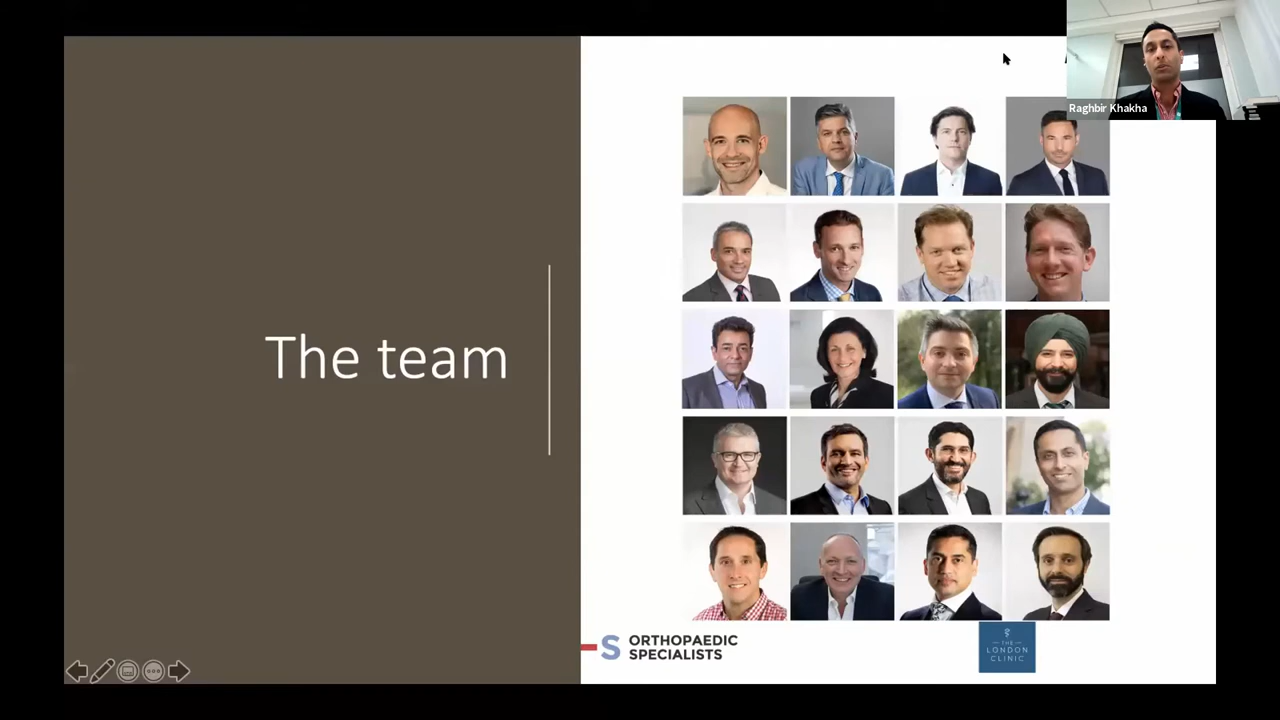 Raghbir Khakha
The team
S ORTHOPAEDIC
SPECIALISTS
THE
LONDON
CLINIC